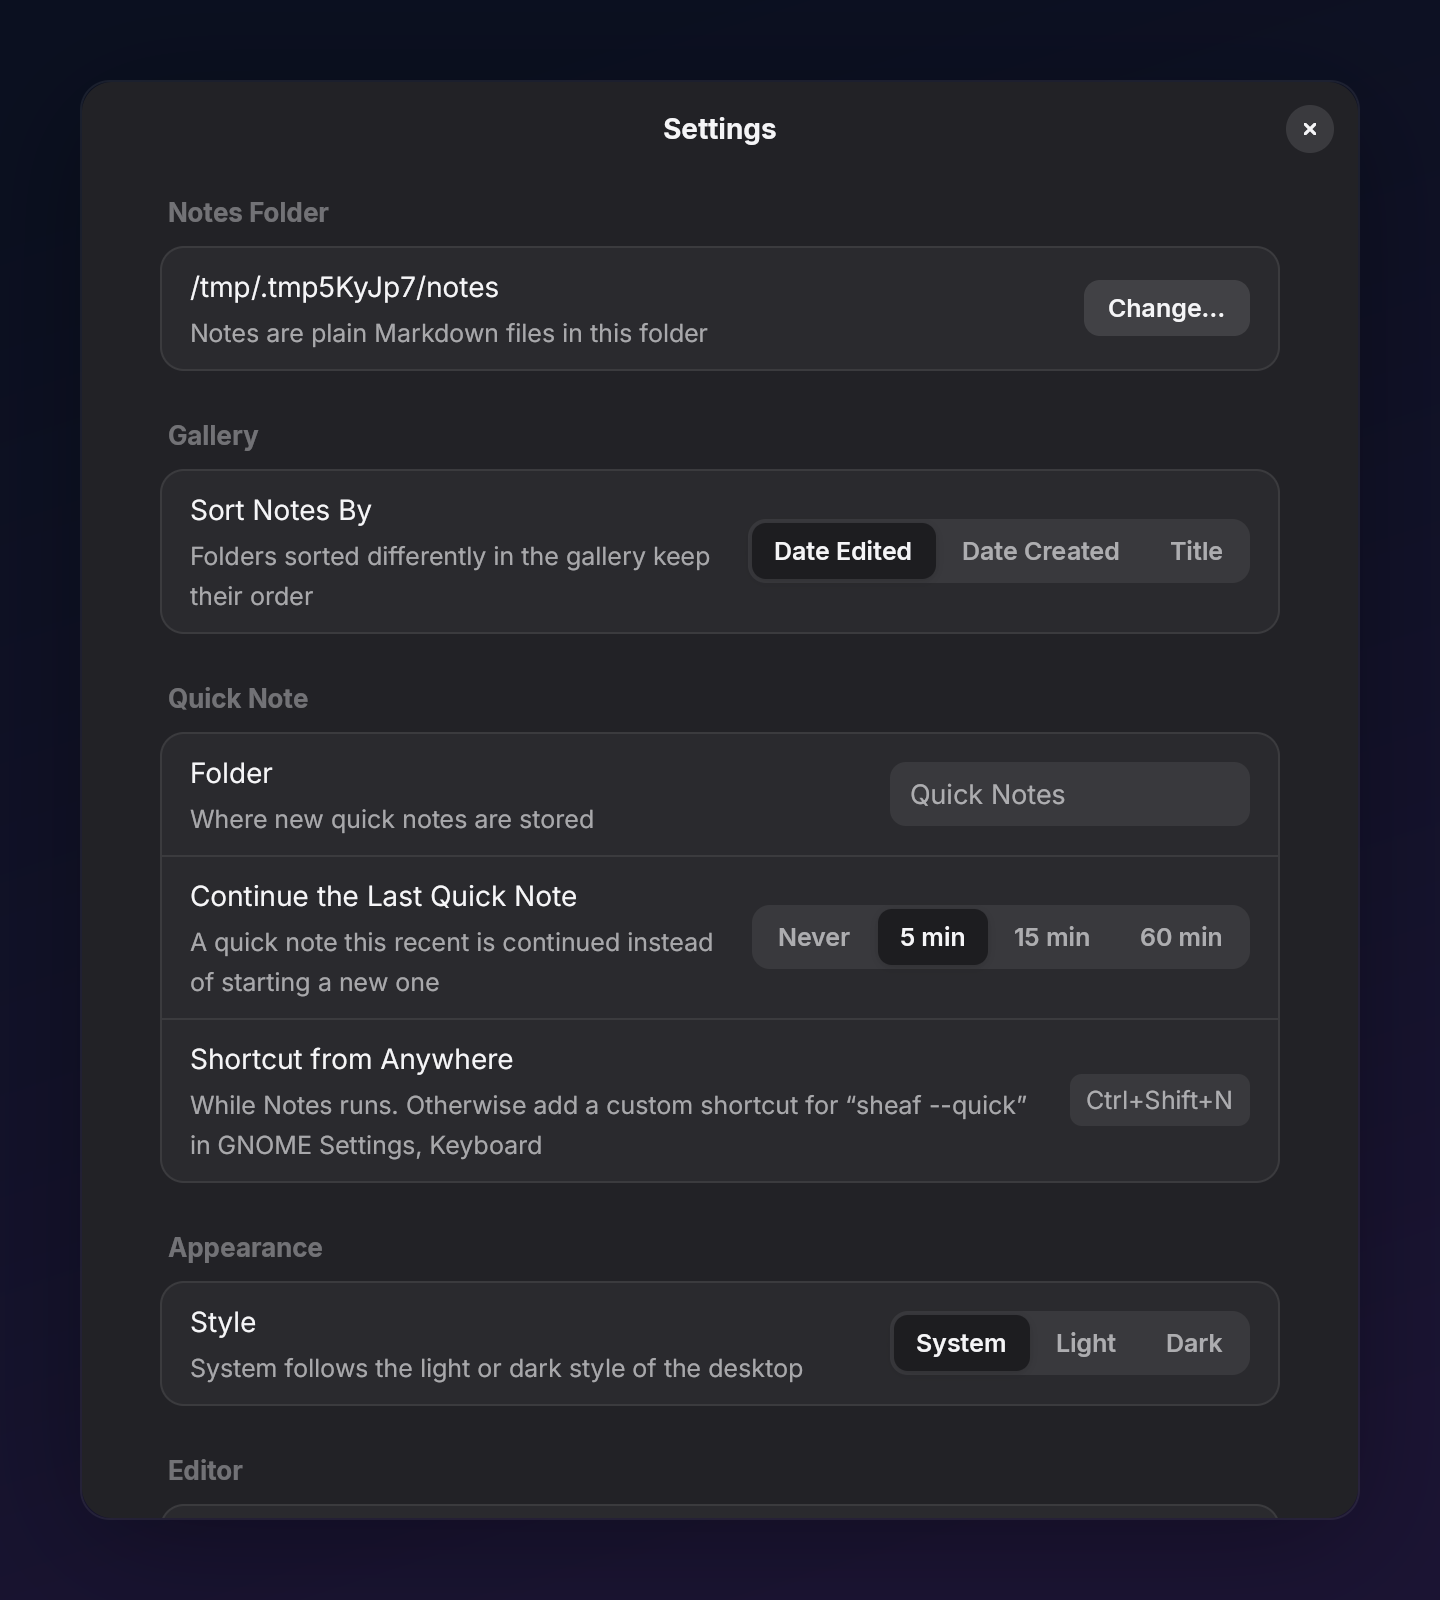 Settings
Notes Folder
/tmp/.tmp5KyJp7/notes
Notes are plain Markdown files in this folder
Change...
Gallery
Sort Notes By
Folders sorted differently in the gallery keep
their order
Date Edited
Date Created
Title
Quick Note
Folder
Where new quick notes are stored
Quick Notes
Continue the Last Quick Note
A quick note this recent is continued instead
of starting a new one
Never
5 min
15 min
60 min
Shortcut from Anywhere
While Notes runs. Otherwise add a custom shortcut for “sheaf --quick”
in GNOME Settings, Keyboard
Ctrl+Shift+N
Appearance
Style
System follows the light or dark style of the desktop
System
Light
Dark
Editor